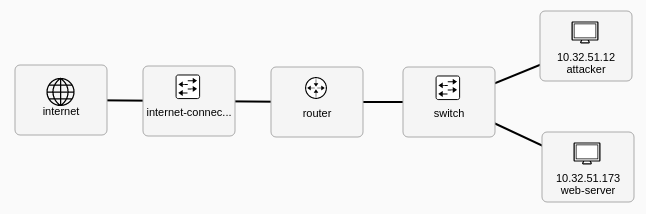 internet
internet-connec...
router
switch
10.32.51.12
attacker
10.32.51.173
web-server